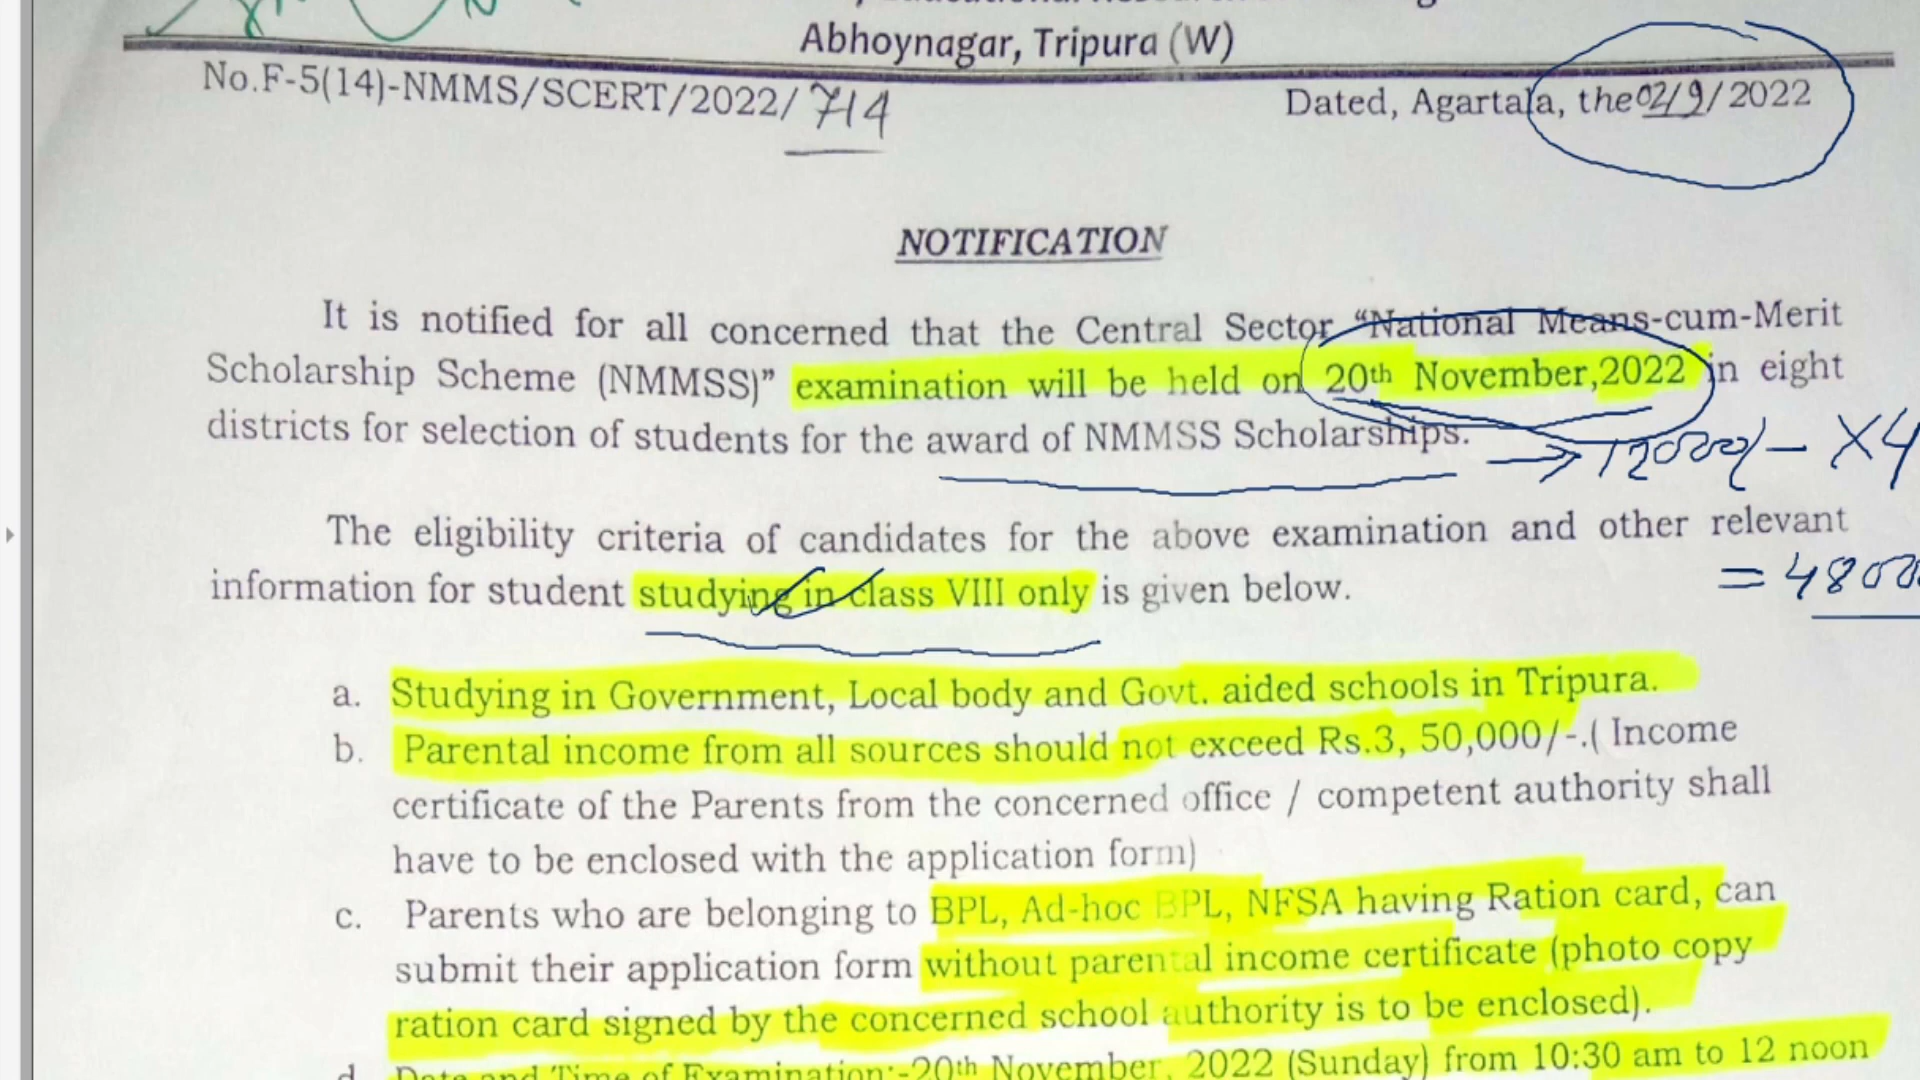 Abhoynagar, Tripura (W)
No.F-5(14)-NMMS/SCERT/2022/714
Dated, Agartala, the 02/9/2022
NOTIFICATION
It is notified for all concerned that the Central Sector “National Means-cum-Merit
Scholarship Scheme (NMMSS)” examination will be held on 20th November,2022 in eight
districts for selection of students for the award of NMMSS Scholarships.
→ 12000/- X4
The eligibility criteria of candidates for the above examination and other relevant
information for student studying in class VIII only is given below.
= 4800
a. Studying in Government, Local body and Govt. aided schools in Tripura.
b. Parental income from all sources should not exceed Rs.3, 50,000/-.( Income
certificate of the Parents from the concerned office / competent authority shall
have to be enclosed with the application form)
c. Parents who are belonging to BPL, Ad-hoc BPL, NFSA having Ration card, can
submit their application form without parental income certificate (photo copy
ration card signed by the concerned school authority is to be enclosed).
d. Date and Time of Examination:-20th November, 2022 (Sunday) from 10:30 am to 12 noon